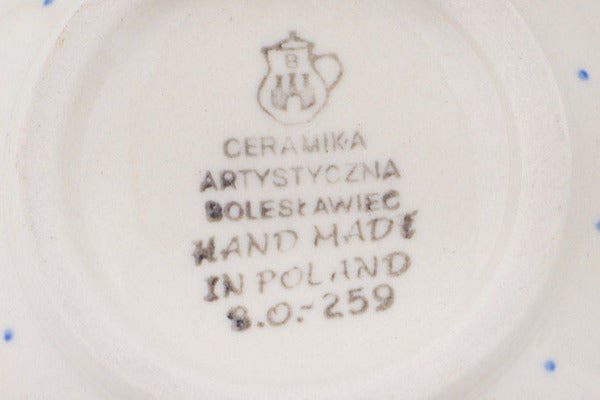 B
CERAMIKA
ARTYSTYCZNA
BOLESŁAWIEC
HAND MADE
IN POLAND
8.0.-259